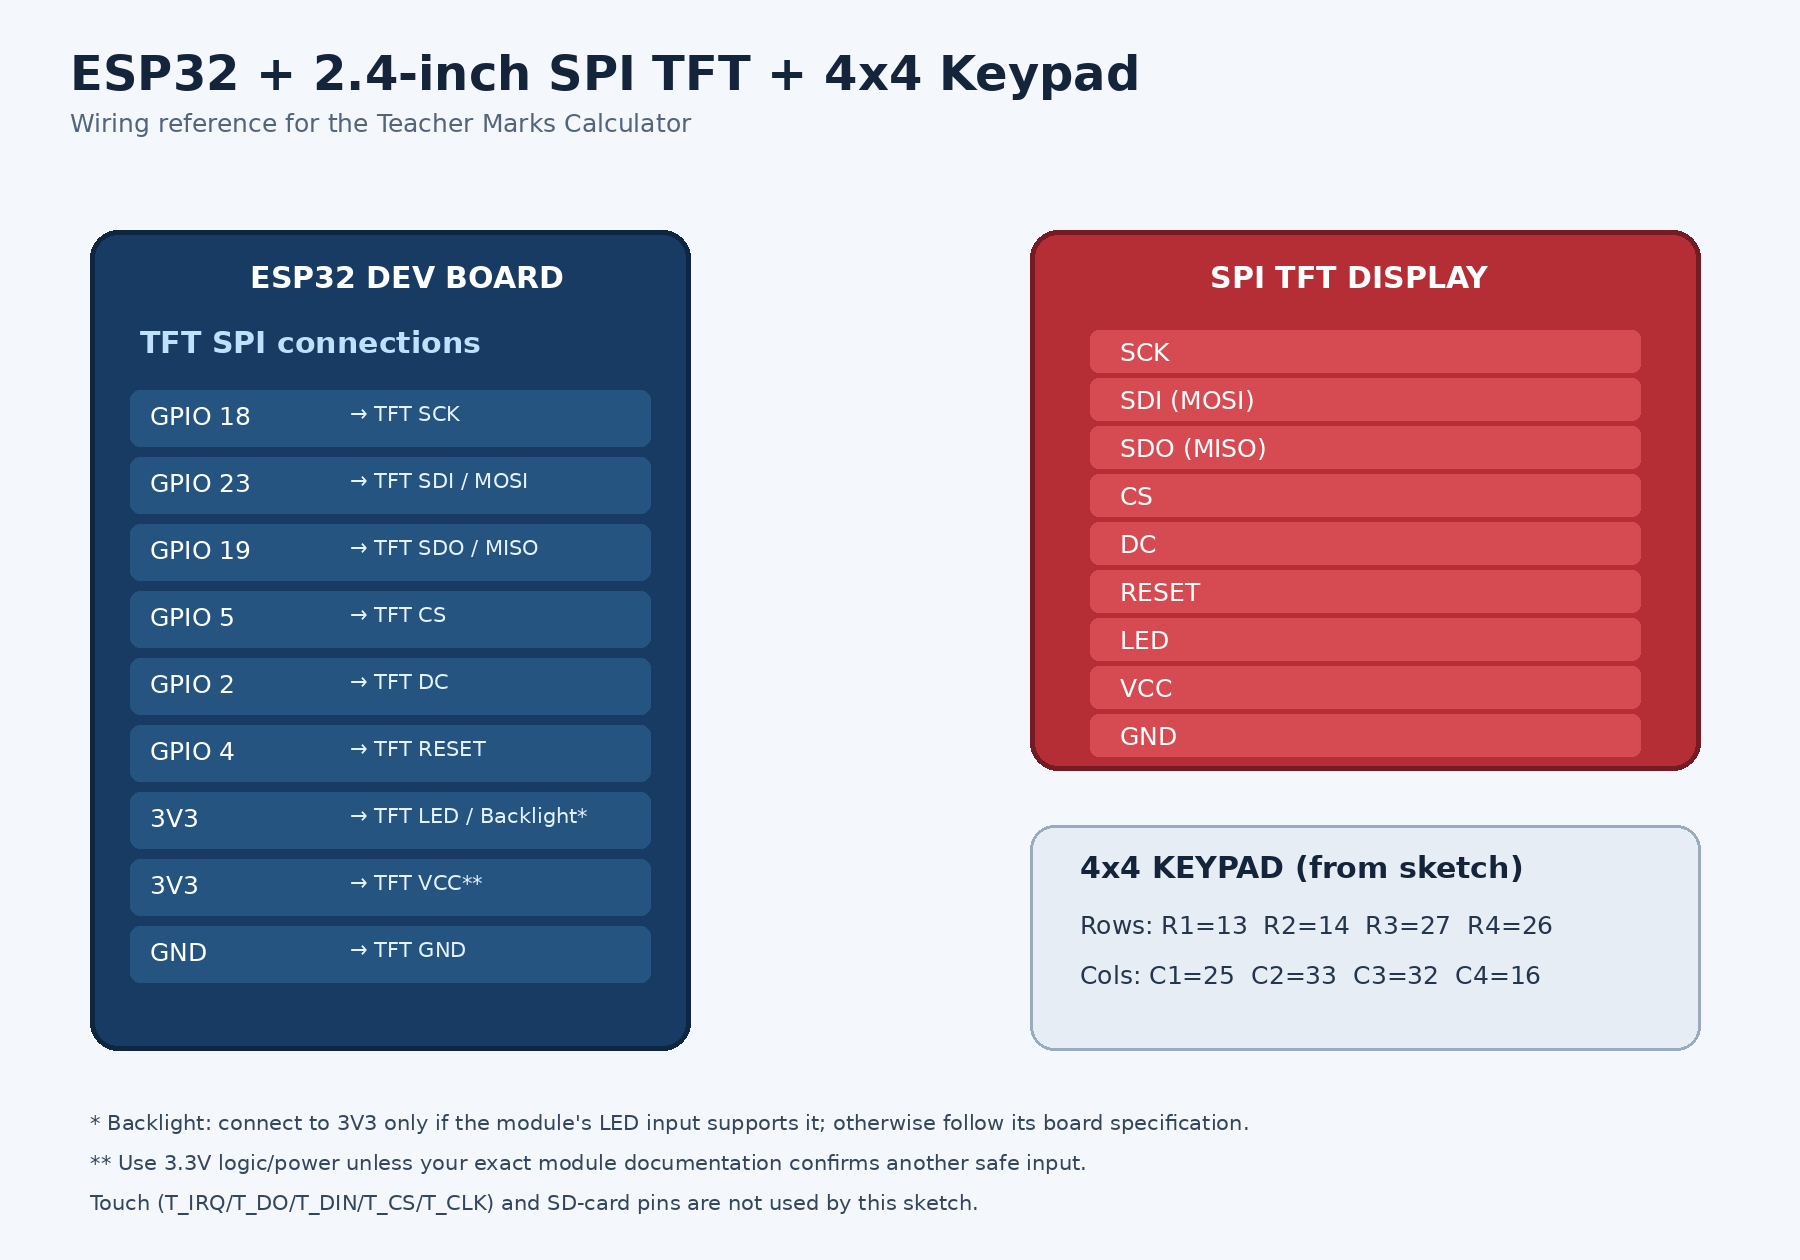 ESP32 + 2.4-inch SPI TFT + 4x4 Keypad
Wiring reference for the Teacher Marks Calculator
ESP32 DEV BOARD
TFT SPI connections
GPIO 18 → TFT SCK
GPIO 23 → TFT SDI / MOSI
GPIO 19 → TFT SDO / MISO
GPIO 5 → TFT CS
GPIO 2 → TFT DC
GPIO 4 → TFT RESET
3V3 → TFT LED / Backlight*
3V3 → TFT VCC**
GND → TFT GND
SPI TFT DISPLAY
SCK
SDI (MOSI)
SDO (MISO)
CS
DC
RESET
LED
VCC
GND
4x4 KEYPAD (from sketch)
Rows: R1=13 R2=14 R3=27 R4=26
Cols: C1=25 C2=33 C3=32 C4=16
* Backlight: connect to 3V3 only if the module's LED input supports it; otherwise follow its board specification.
** Use 3.3V logic/power unless your exact module documentation confirms another safe input.
Touch (T_IRQ/T_DO/T_DIN/T_CS/T_CLK) and SD-card pins are not used by this sketch.